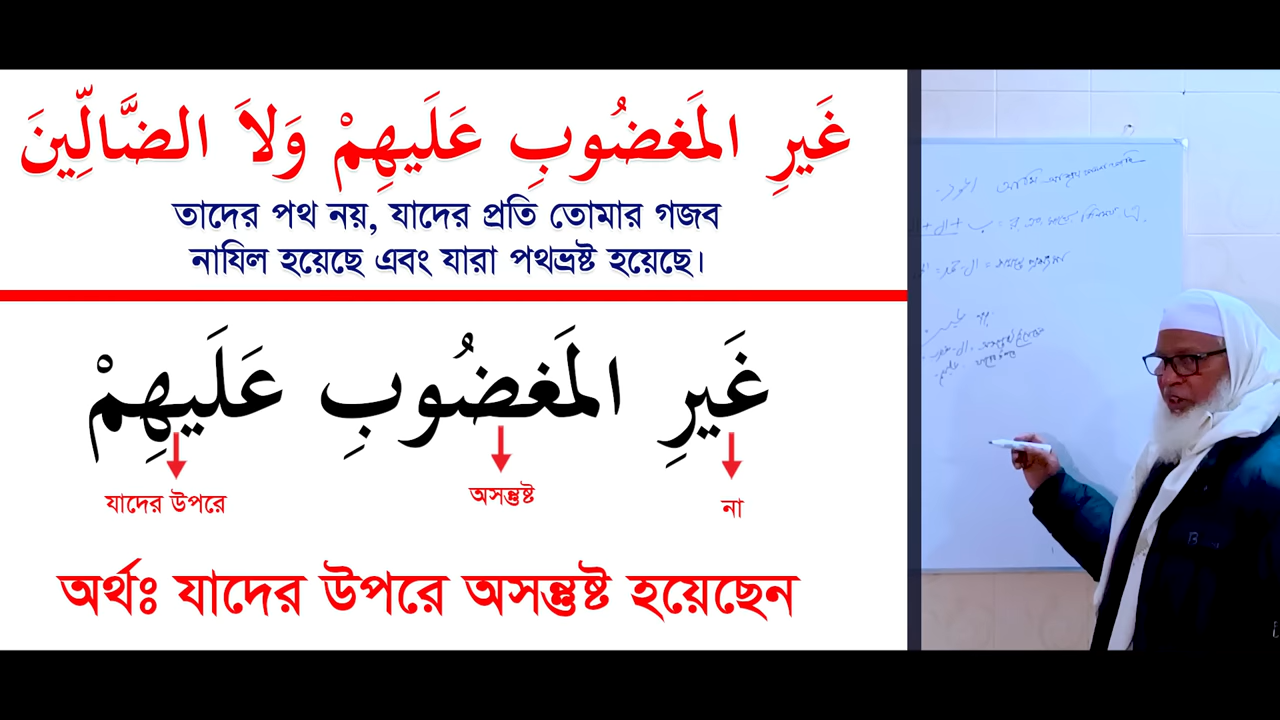 غَيرِ المَغضُوبِ عَلَيهِمْ وَلاَ الضَّالِّينَ
তাদের পথ নয়, যাদের প্রতি তোমার গজব
নাযিল হয়েছে এবং যারা পথভ্রষ্ট হয়েছে।
غَيرِ المَغضُوبِ عَلَيهِمْ
না
অসন্তুষ্ট
যাদের উপরে
অর্থঃ যাদের উপরে অসন্তুষ্ট হয়েছেন